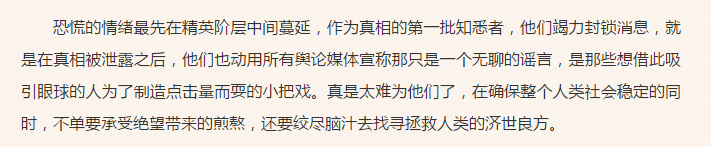 恐慌的情绪最先在精英阶层中间蔓延，作为真相的第一批知悉者，他们竭力封锁消息，就
是在真相被泄露之后，他们也动用所有舆论媒体宣称那只是一个无聊的谣言，是那些想借此吸
引眼球的人为了制造点击量而耍的小把戏。真是太难为他们了，在确保整个人类社会稳定的同
时，不单要承受绝望带来的煎熬，还要绞尽脑汁去找寻拯救人类的济世良方。